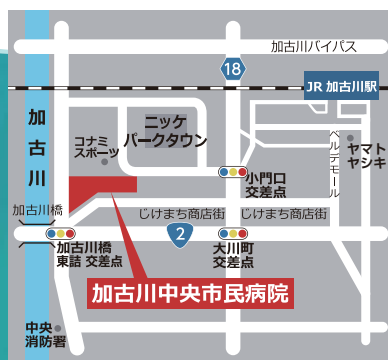 加古川バイパス
18
JR 加古川駅
加古川
ニッケ
パークタウン
コナミ
スポーツ
ベルデモール
ヤマト
ヤシキ
小門口
交差点
加古川橋
じけまち商店街
じけまち商店街
2
加古川橋
東詰 交差点
大川町
交差点
加古川中央市民病院
中央
消防署